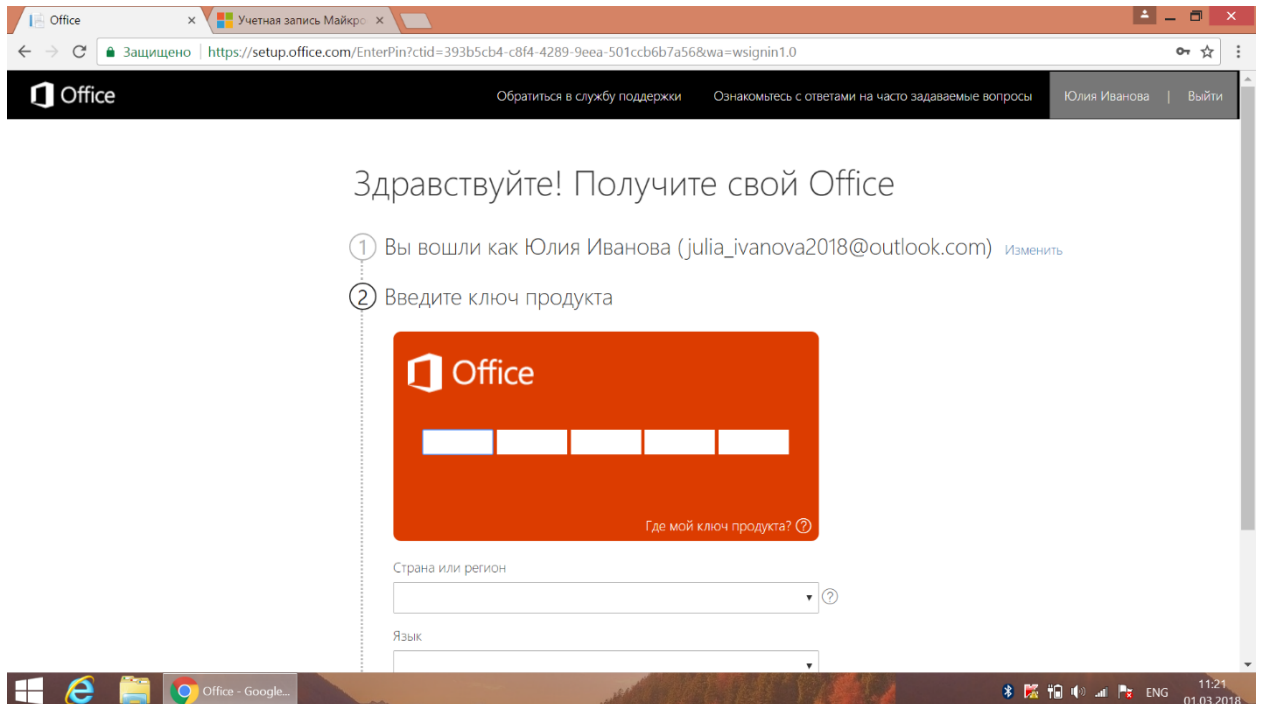 Office
Учетная запись Майкро
Защищено
https://setup.office.com/EnterPin?ctid=393b5cb4-c8f4-4289-9eea-501ccb6b7a56&wa=wsignin1.0
Office
Обратиться в службу поддержки
Ознакомьтесь с ответами на часто задаваемые вопросы
Юлия Иванова | Выйти
Здравствуйте! Получите свой Office
1 Вы вошли как Юлия Иванова (julia_ivanova2018@outlook.com) Изменить
2 Введите ключ продукта
Office
Где мой ключ продукта? ?
Страна или регион
?
Язык
Office - Google...
ENG
11:21
01.03.2018